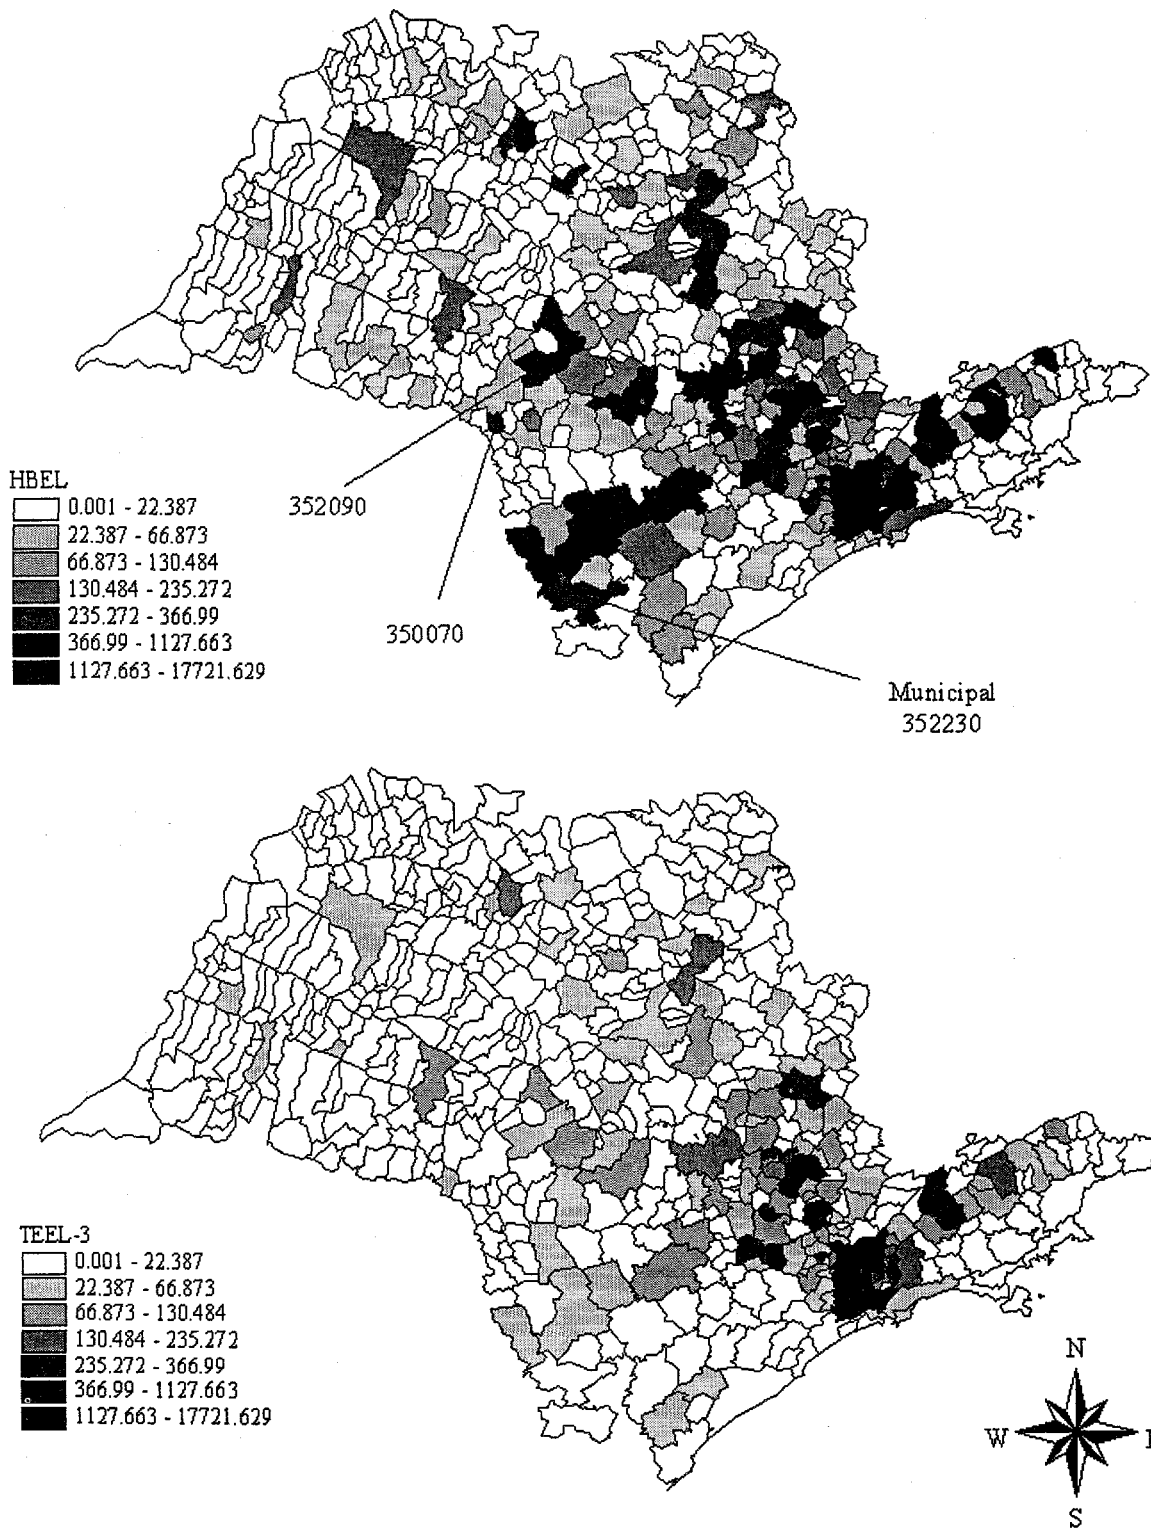 HBEL
0.001 - 22.387
22.387 - 66.873
66.873 - 130.484
130.484 - 235.272
235.272 - 366.99
366.99 - 1127.663
1127.663 - 17721.629
352090
350070
Municipal
352230
TEEL-3
0.001 - 22.387
22.387 - 66.873
66.873 - 130.484
130.484 - 235.272
235.272 - 366.99
366.99 - 1127.663
1127.663 - 17721.629
N
W
S